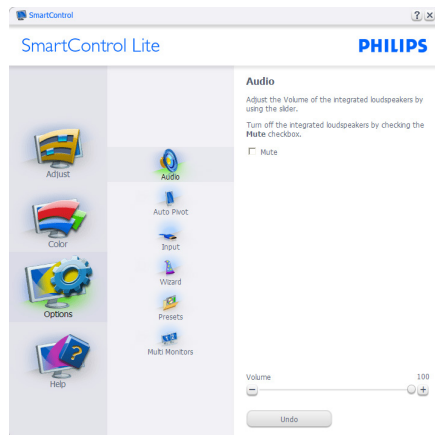 SmartControl
SmartControl Lite
PHILIPS
Adjust
Color
Options
Help
Audio
Auto Pivot
Input
Wizard
Presets
Multi Monitors
Audio
Adjust the Volume of the integrated loudspeakers by
using the slider.
Turn off the integrated loudspeakers by checking the
Mute checkbox.
Mute
Volume 100
Undo